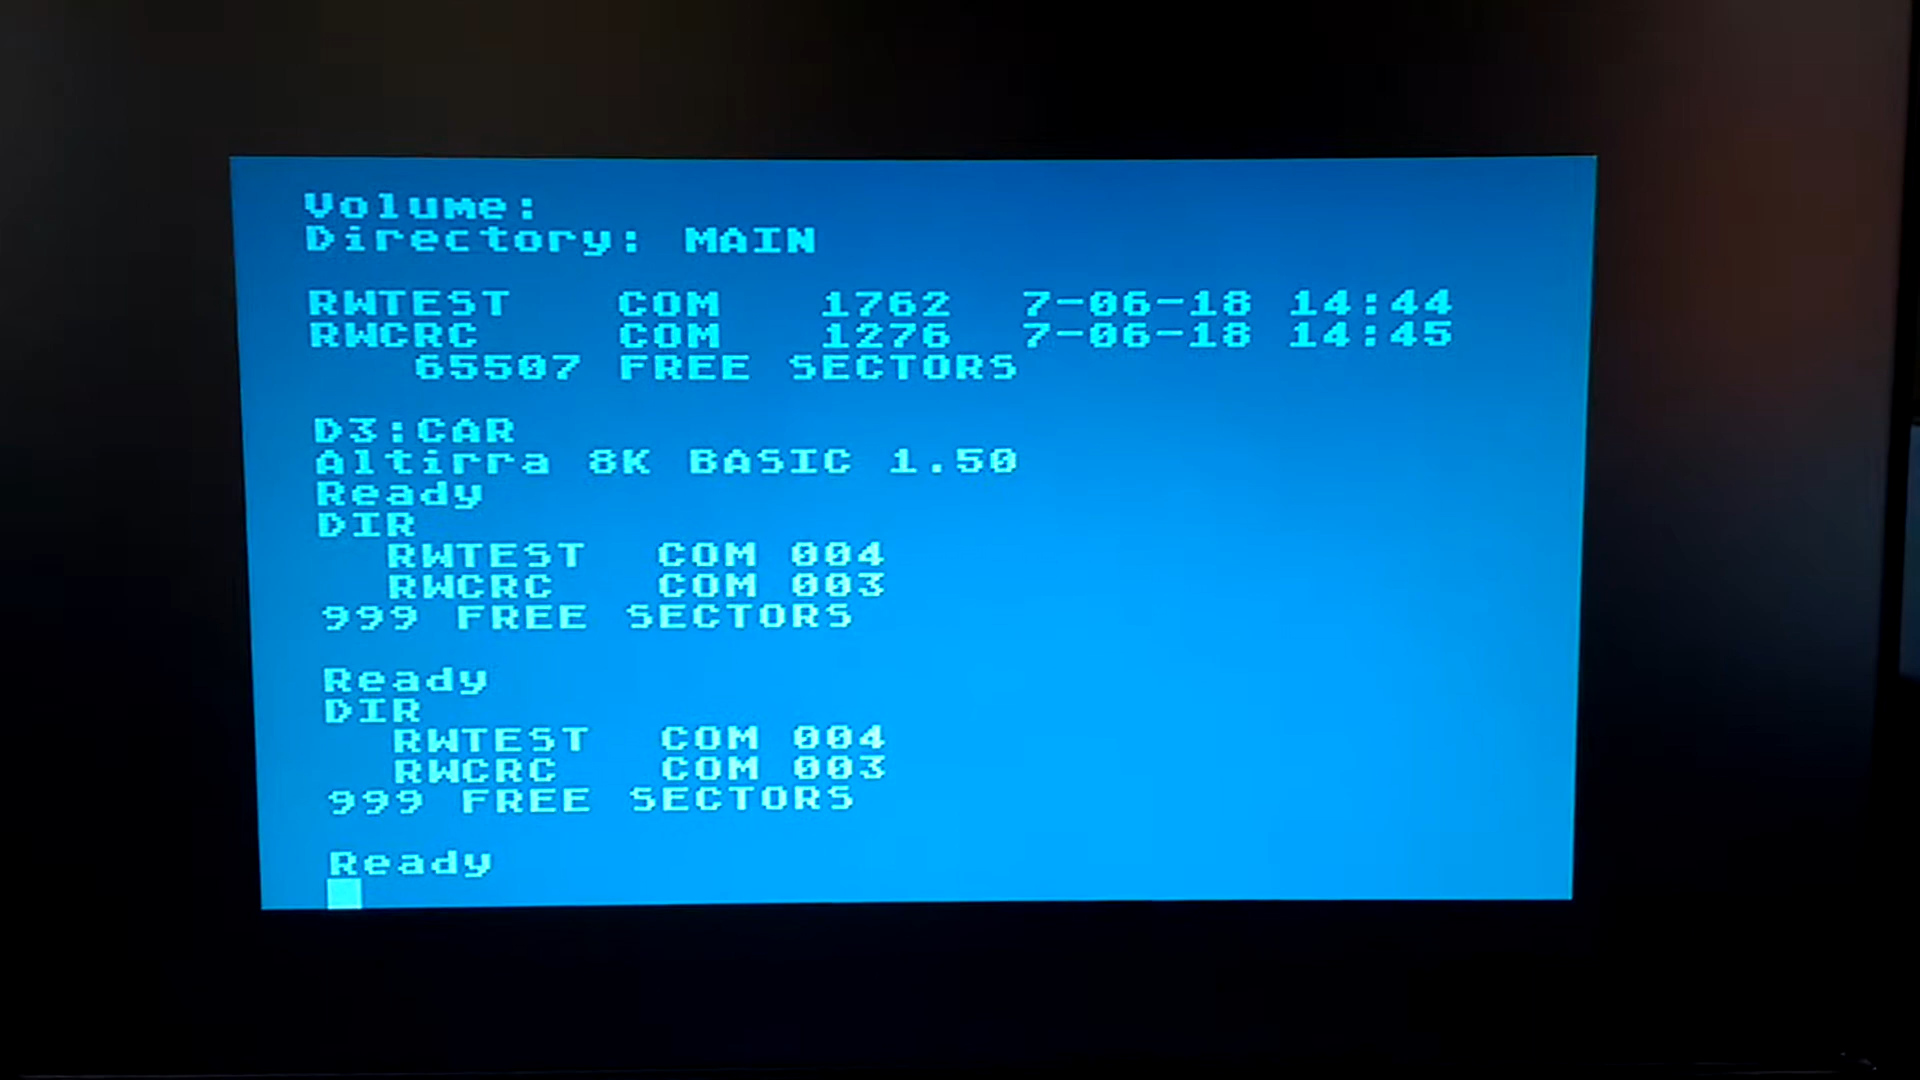 Volume:
Directory: MAIN
RWTEST COM 1762 7-06-18 14:44
RWCRC COM 1276 7-06-18 14:45
65507 FREE SECTORS
D3:CAR
Altirra 8K BASIC 1.50
Ready
DIR
RWTEST COM 004
RWCRC COM 003
999 FREE SECTORS
Ready
DIR
RWTEST COM 004
RWCRC COM 003
999 FREE SECTORS
Ready